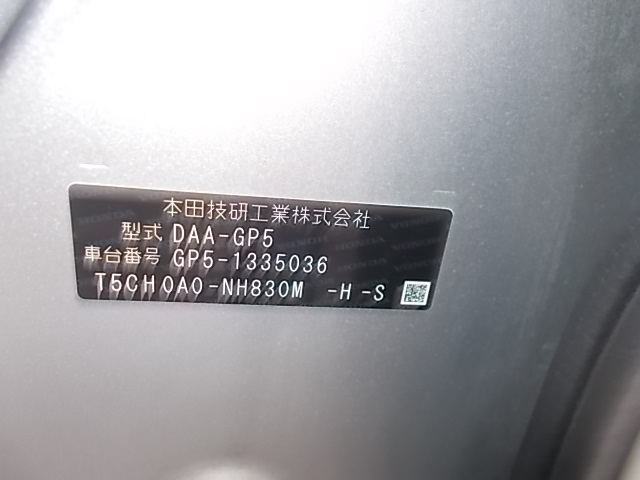 本田技研工業株式会社
型式 DAA-GP5
車台番号 GP5-1335036
T5CH0A0-NH830M -H -S